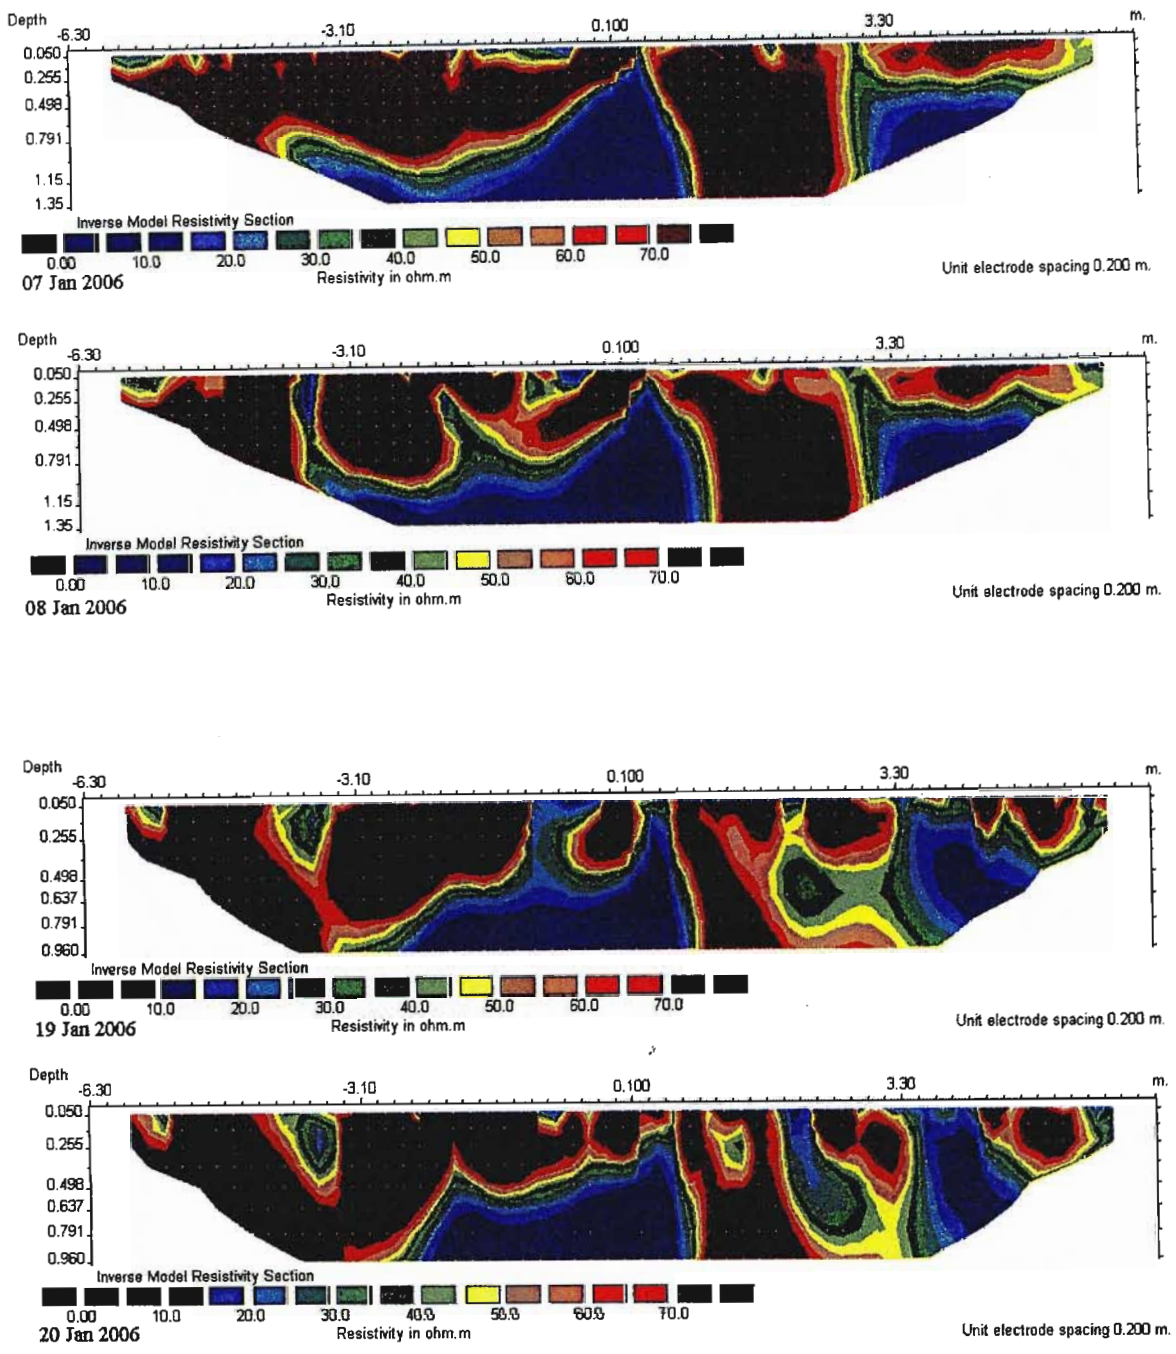 Depth
-6.30 -3.10 0.100 3.30 m.
0.050
0.255
0.498
0.791
1.15
1.35
Inverse Model Resistivity Section
0.00 10.0 20.0 30.0 40.0 50.0 60.0 70.0
Resistivity in ohm.m
Unit electrode spacing 0.200 m.
07 Jan 2006
Depth
-6.30 -3.10 0.100 3.30 m.
0.050
0.255
0.498
0.791
1.15
1.35
Inverse Model Resistivity Section
0.00 10.0 20.0 30.0 40.0 50.0 60.0 70.0
Resistivity in ohm.m
Unit electrode spacing 0.200 m.
08 Jan 2006
Depth
-6.30 -3.10 0.100 3.30 m.
0.050
0.255
0.498
0.637
0.791
0.960
Inverse Model Resistivity Section
0.00 10.0 20.0 30.0 40.0 50.0 60.0 70.0
Resistivity in ohm.m
Unit electrode spacing 0.200 m.
19 Jan 2006
Depth
-6.30 -3.10 0.100 3.30 m.
0.050
0.255
0.498
0.637
0.791
0.960
Inverse Model Resistivity Section
0.00 10.0 20.0 30.0 60.0 70.0
Resistivity in ohm.m
Unit electrode spacing 0.200 m.
20 Jan 2006